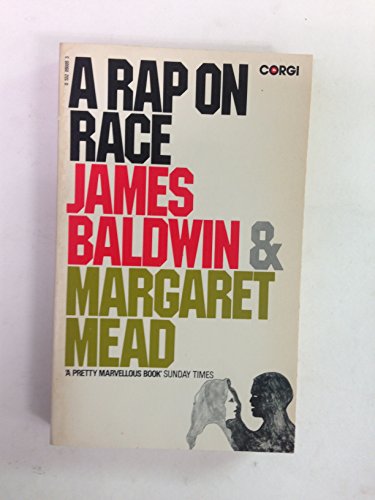 A RAP ON
CORGI
RACE
JAMES
BALDWIN &
MARGARET
MEAD
'A PRETTY MARVELLOUS BOOK' SUNDAY TIMES